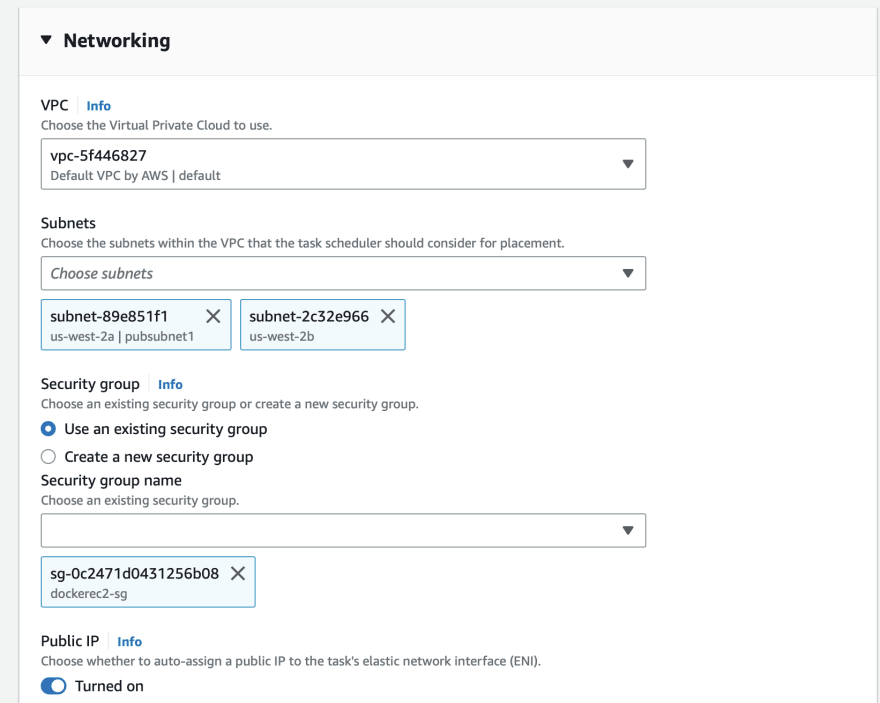 Networking
VPC Info
Choose the Virtual Private Cloud to use.
vpc-5f446827
Default VPC by AWS | default
Subnets
Choose the subnets within the VPC that the task scheduler should consider for placement.
Choose subnets
subnet-89e851f1 subnet-2c32e966
us-west-2a | pubsubnet1 us-west-2b
Security group Info
Choose an existing security group or create a new security group.
Use an existing security group
Create a new security group
Security group name
Choose an existing security group.
sg-0c2471d0431256b08
dockerec2-sg
Public IP Info
Choose whether to auto-assign a public IP to the task's elastic network interface (ENI).
Turned on